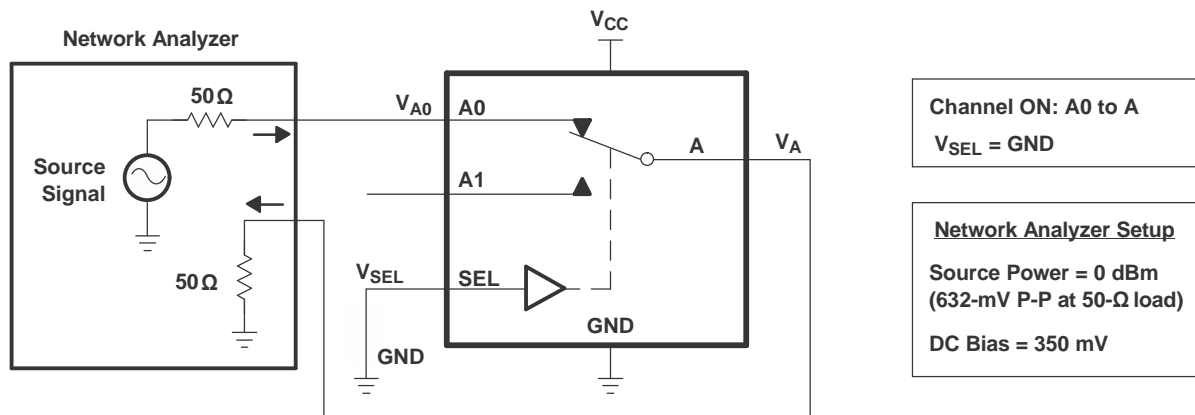 V_CC
Network Analyzer
50Ω
V_A0
A0
Channel ON: A0 to A
V_SEL = GND
A
V_A
Source
Signal
A1
Network Analyzer Setup
Source Power = 0 dBm
(632-mV P-P at 50-Ω load)
DC Bias = 350 mV
50Ω
V_SEL
SEL
GND
GND